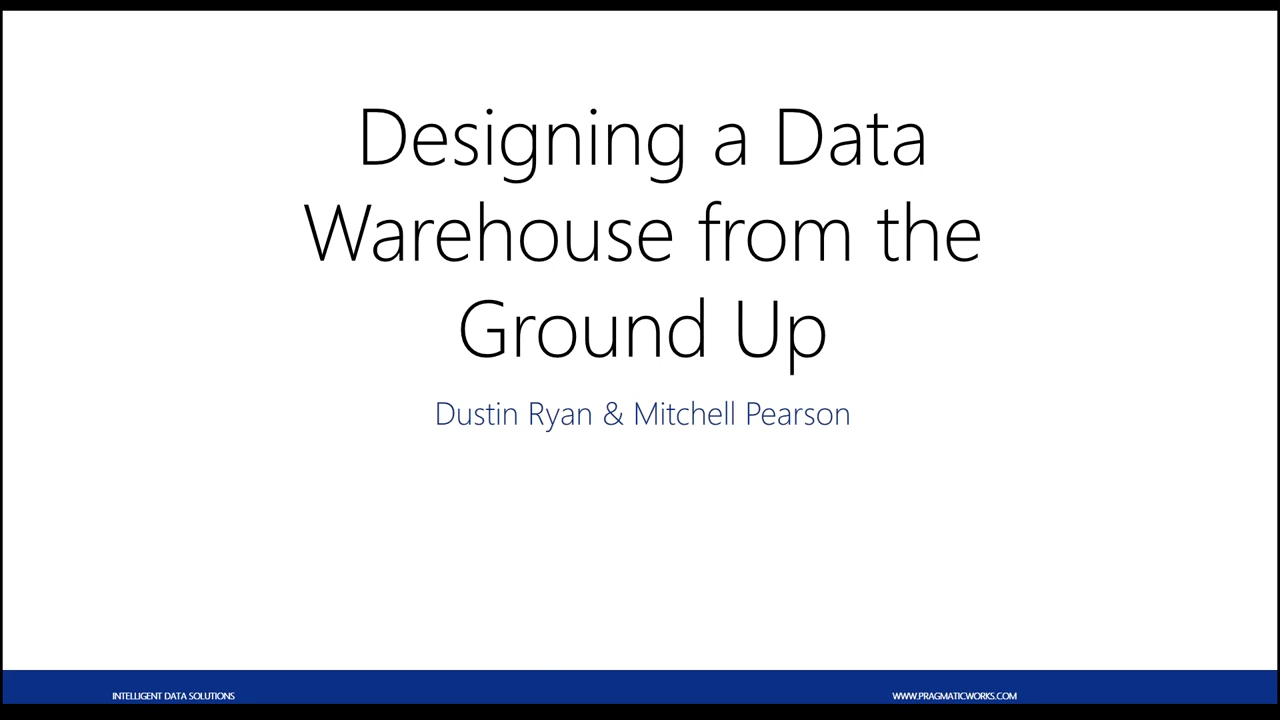 Designing a Data
Warehouse from the
Ground Up
Dustin Ryan & Mitchell Pearson
INTELLIGENT DATA SOLUTIONS
WWW.PRAGMATICWORKS.COM